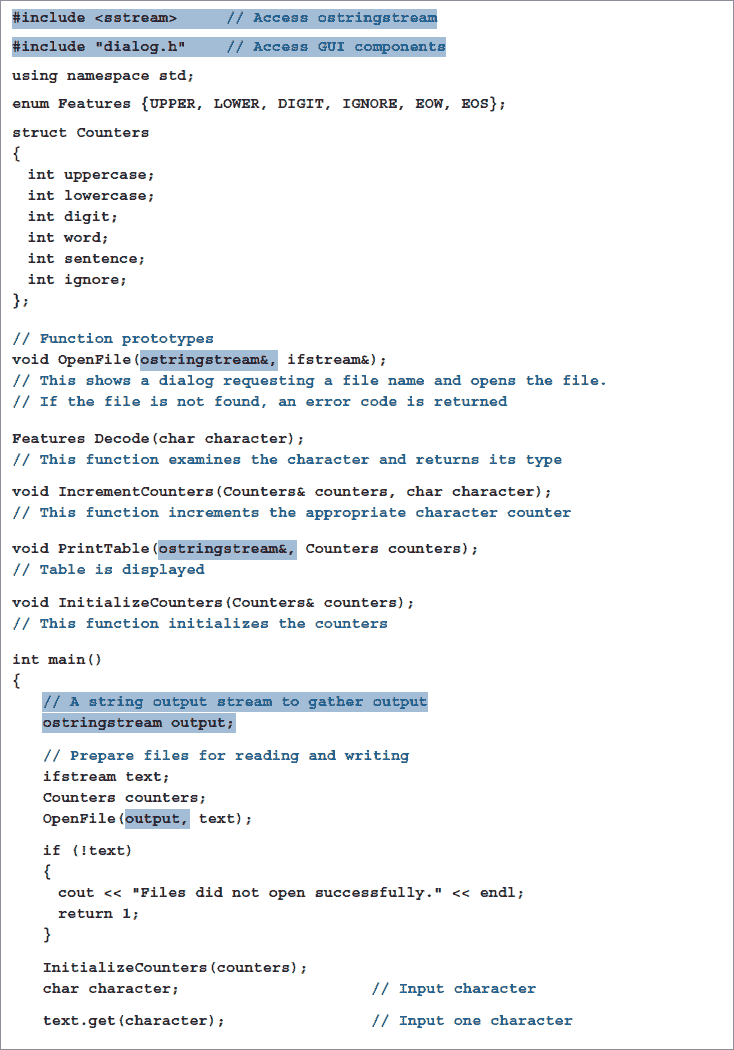 #include <sstream>     // Access ostringstream
#include "dialog.h"    // Access GUI components
using namespace std;
enum Features {UPPER, LOWER, DIGIT, IGNORE, EOW, EOS};
struct Counters
{
  int uppercase;
  int lowercase;
  int digit;
  int word;
  int sentence;
  int ignore;
};
// Function prototypes
void OpenFile(ostringstream&, ifstream&);
// This shows a dialog requesting a file name and opens the file.
// If the file is not found, an error code is returned
Features Decode(char character);
// This function examines the character and returns its type
void IncrementCounters(Counters& counters, char character);
// This function increments the appropriate character counter
void PrintTable(ostringstream&, Counters counters);
// Table is displayed
void InitializeCounters(Counters& counters);
// This function initializes the counters
int main()
{
   // A string output stream to gather output
   ostringstream output;
   // Prepare files for reading and writing
   ifstream text;
   Counters counters;
   OpenFile(output, text);
   if (!text)
   {
     cout << "Files did not open successfully." << endl;
     return 1;
   }
   InitializeCounters(counters);
   char character;                     // Input character
   text.get(character);                // Input one character